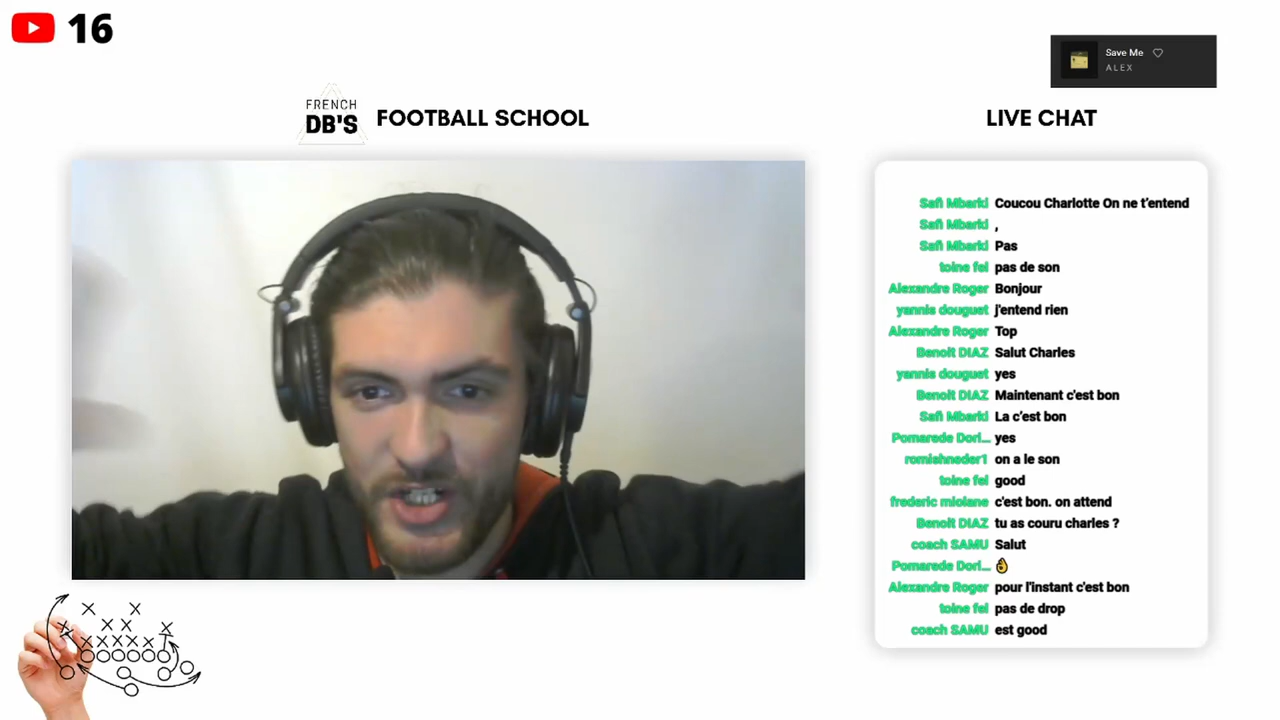 16
Save Me
ALEX
FRENCH
DB'S
FOOTBALL SCHOOL
LIVE CHAT
Safi Mbarki Coucou Charlotte On ne t'entend
Safi Mbarki ,
Safi Mbarki Pas
toine fel pas de son
Alexandre Roger Bonjour
yannis douguet j'entend rien
Alexandre Roger Top
Benoit DIAZ Salut Charles
yannis douguet yes
Benoit DIAZ Maintenant c'est bon
Safi Mbarki La c'est bon
Pomarede Dori... yes
romishneder1 on a le son
toine fel good
frederic miolane c'est bon. on attend
Benoit DIAZ tu as couru charles ?
coach SAMU Salut
Pomarede Dori... 👌
Alexandre Roger pour l'instant c'est bon
toine fel pas de drop
coach SAMU est good